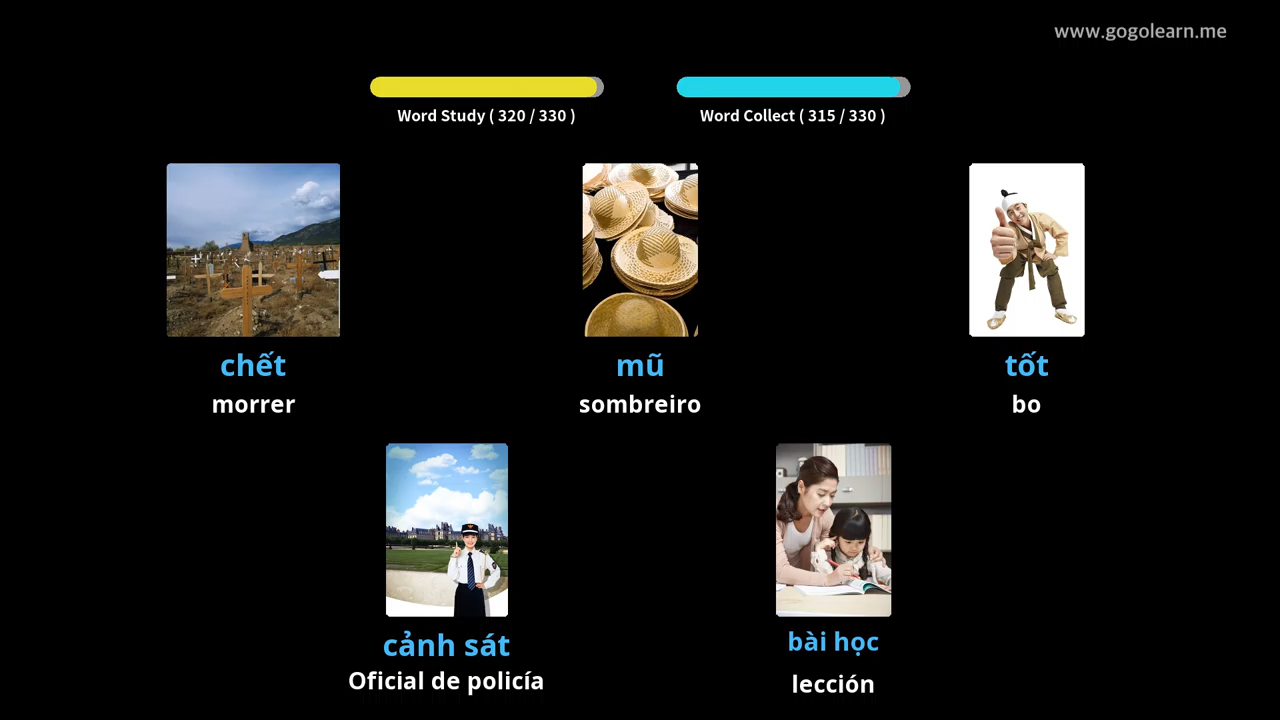 www.gogolearn.me
Word Study ( 320 / 330 )
Word Collect ( 315 / 330 )
chết
morrer
mũ
sombreiro
tốt
bo
cảnh sát
Oficial de policía
bài học
lección